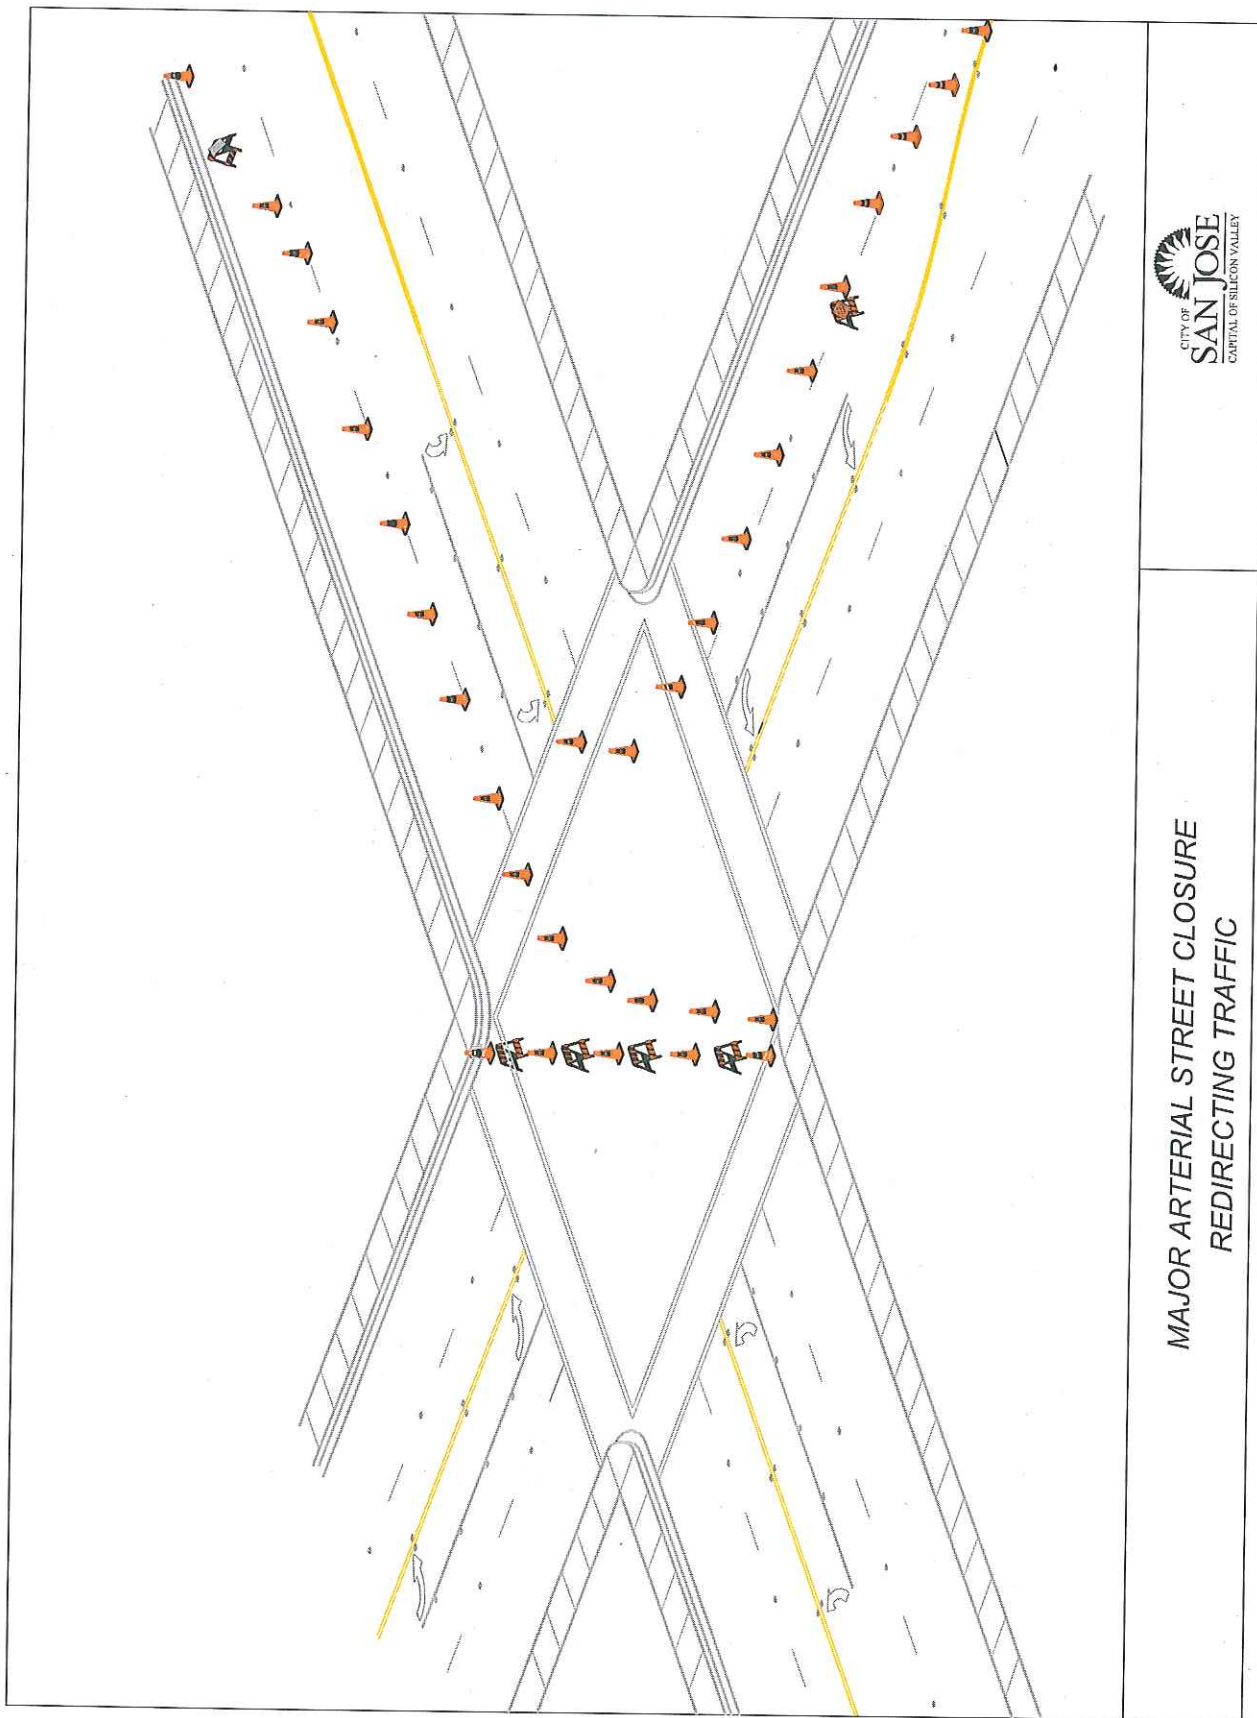 CITY OF
SAN JOSE
CAPITAL OF SILICON VALLEY
MAJOR ARTERIAL STREET CLOSURE
REDIRECTING TRAFFIC